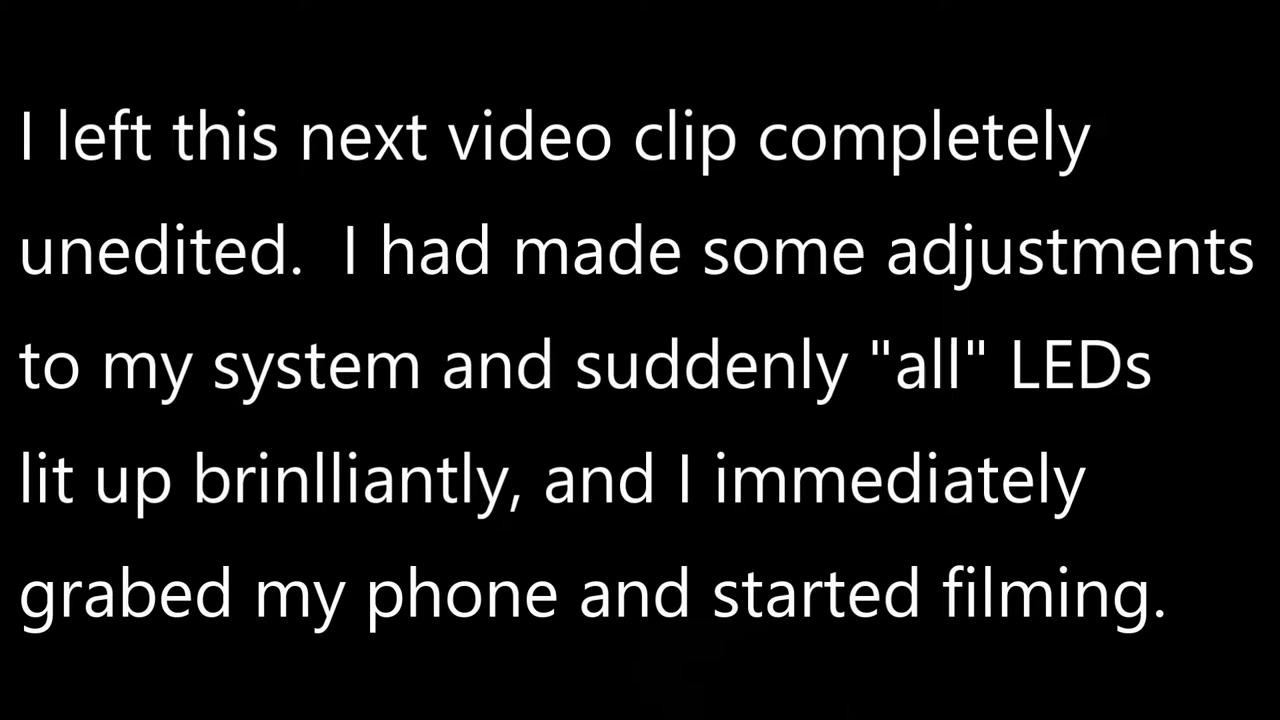 I left this next video clip completely
unedited.  I had made some adjustments
to my system and suddenly "all" LEDs
lit up brinlliantly, and I immediately
grabed my phone and started filming.